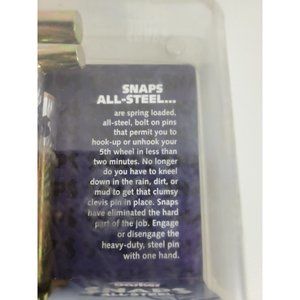 SNAPS
ALL-STEEL...
are spring loaded.
all-steel, bolt on pins
that permit you to
hook-up or unhook your
5th wheel in less than
two minutes. No longer
do you have to kneel
down in the rain, dirt, or
mud to get that clumsy
clevis pin in place. Snaps
have eliminated the hard
part of the job. Engage
or disengage the
heavy-duty, steel pin
with one hand.
SNAPS
ALL-STEEL